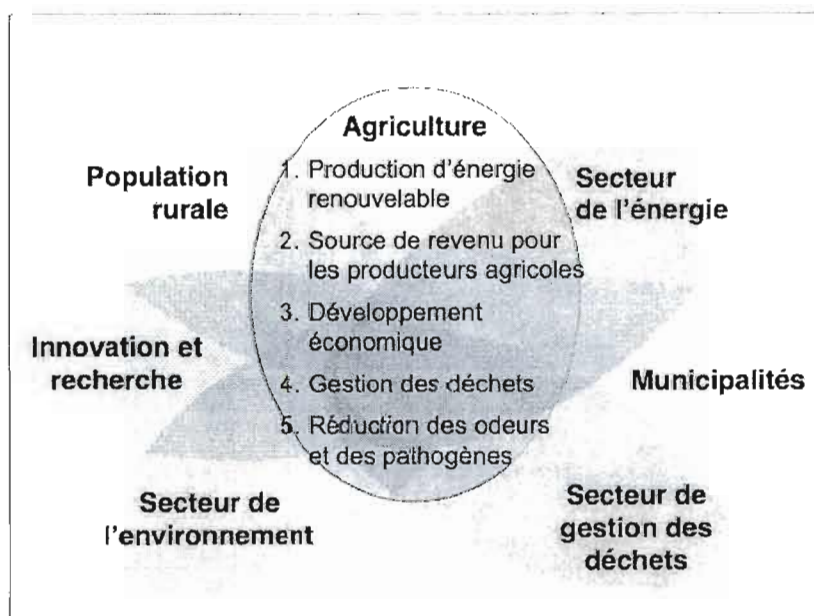 Agriculture
Population
rurale
1. Production d'énergie
renouvelable
Secteur
de l'énergie
2. Source de revenu pour
les producteurs agricoles
3. Développement
économique
Innovation et
recherche
4. Gestion des déchets
Municipalités
5. Réduction des odeurs
et des pathogènes
Secteur de
l'environnement
Secteur de
gestion des
déchets